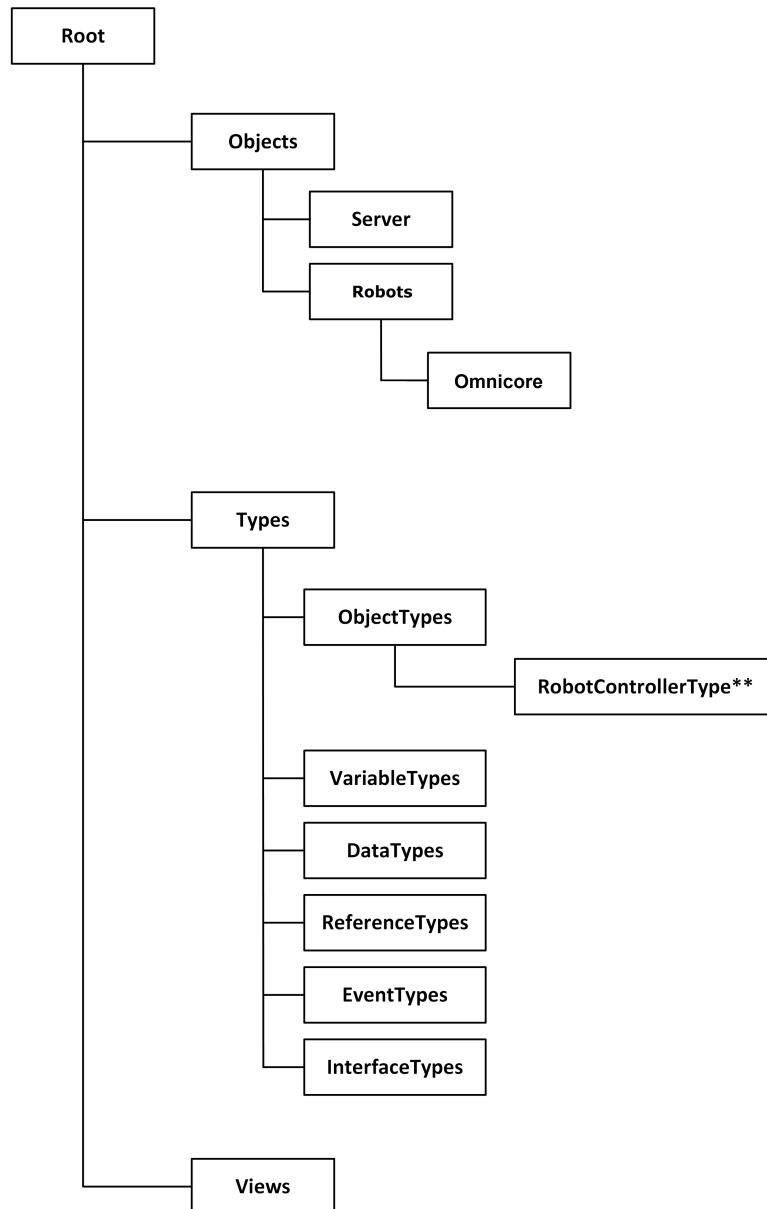 Root
Objects
Server
Robots
Omnicore
Types
ObjectTypes
RobotControllerType**
VariableTypes
DataTypes
ReferenceTypes
EventTypes
InterfaceTypes
Views